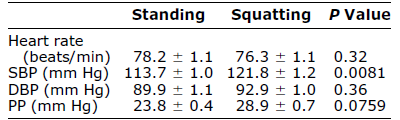 Standing Squatting P Value
Heart rate
(beats/min) 78.2 ± 1.1 76.3 ± 1.1 0.32
SBP (mm Hg) 113.7 ± 1.0 121.8 ± 1.2 0.0081
DBP (mm Hg) 89.9 ± 1.1 92.9 ± 1.0 0.36
PP (mm Hg) 23.8 ± 0.4 28.9 ± 0.7 0.0759